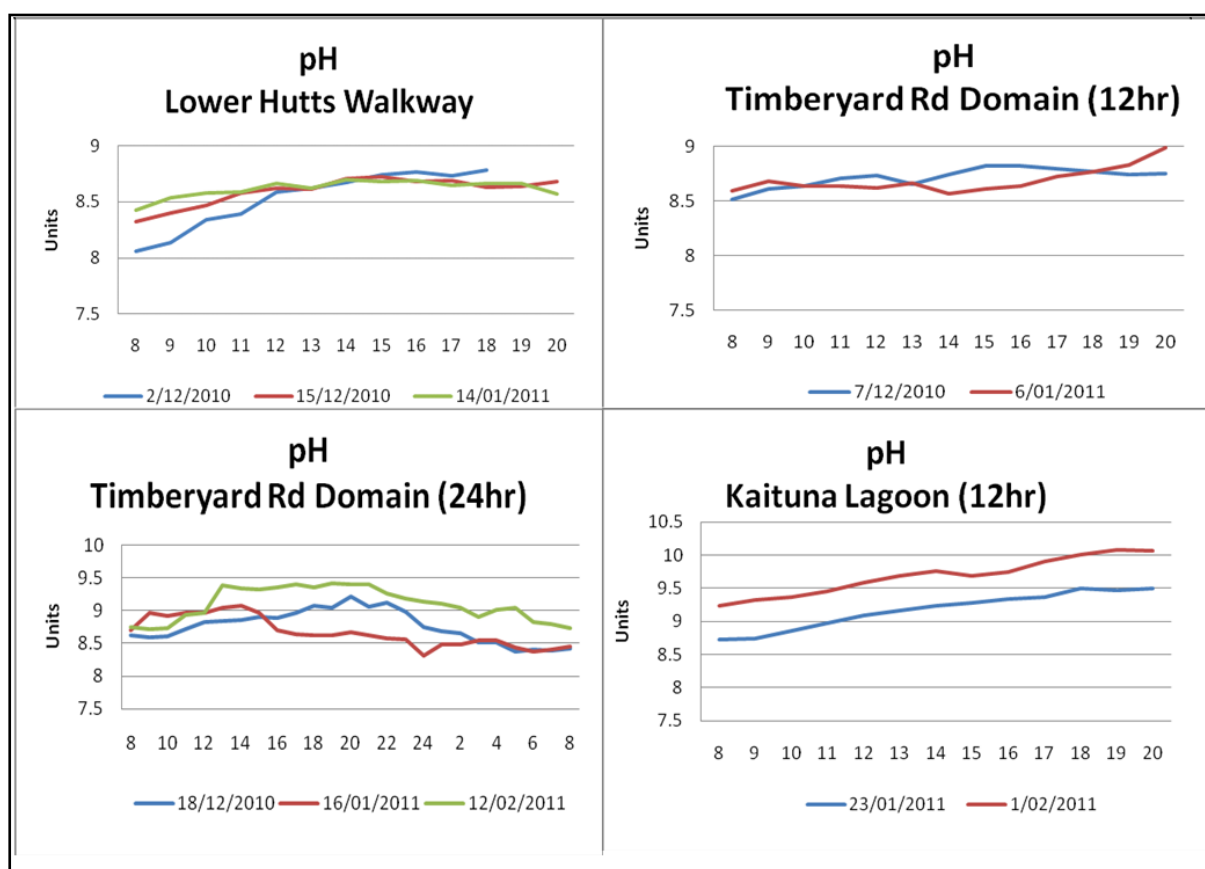 pH
Lower Hutts Walkway
Units
9
8.5
8
7.5
8 9 10 11 12 13 14 15 16 17 18 19 20
2/12/2010 15/12/2010 14/01/2011
pH
Timberyard Rd Domain (12hr)
Units
9
8.5
8
7.5
8 9 10 11 12 13 14 15 16 17 18 19 20
7/12/2010 6/01/2011
pH
Timberyard Rd Domain (24hr)
Units
10
9.5
9
8.5
8
7.5
8 10 12 14 16 18 20 22 24 2 4 6 8
18/12/2010 16/01/2011 12/02/2011
pH
Kaituna Lagoon (12hr)
Units
10.5
10
9.5
9
8.5
8
7.5
8 9 10 11 12 13 14 15 16 17 18 19 20
23/01/2011 1/02/2011